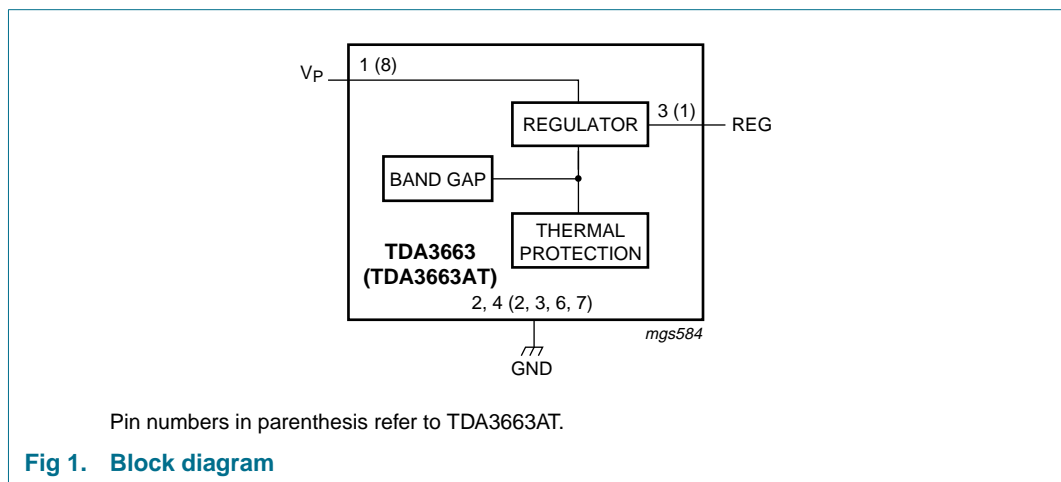 VP
1 (8)
REGULATOR
3 (1)
REG
BAND GAP
THERMAL
PROTECTION
TDA3663
(TDA3663AT)
2, 4 (2, 3, 6, 7)
mgs584
GND
Pin numbers in parenthesis refer to TDA3663AT.
Fig 1. Block diagram